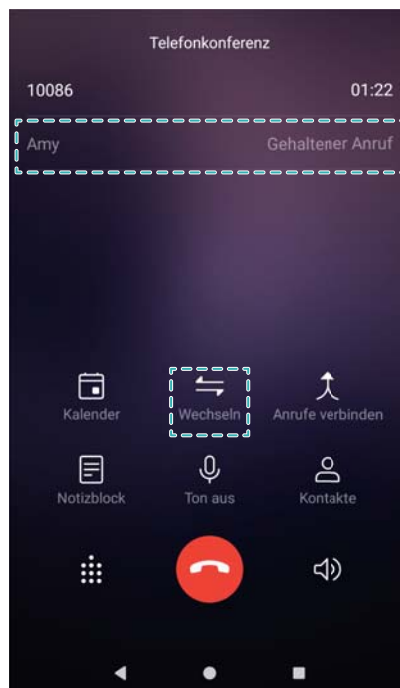 Telefonkonferenz
10086 01:22
Amy Gehaltener Anruf
Kalender Wechseln Anrufe verbinden
Notizblock Ton aus Kontakte